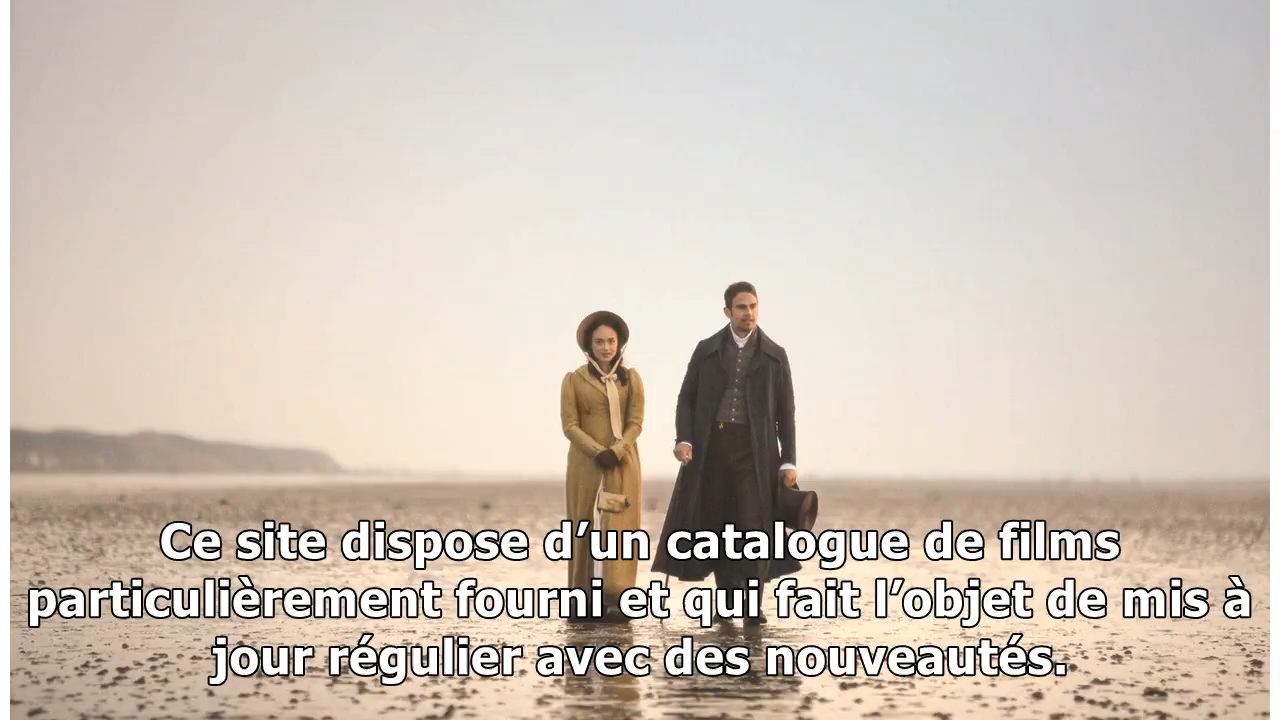 Ce site dispose d’un catalogue de films
particulièrement fourni et qui fait l’objet de mis à
jour régulier avec des nouveautés.